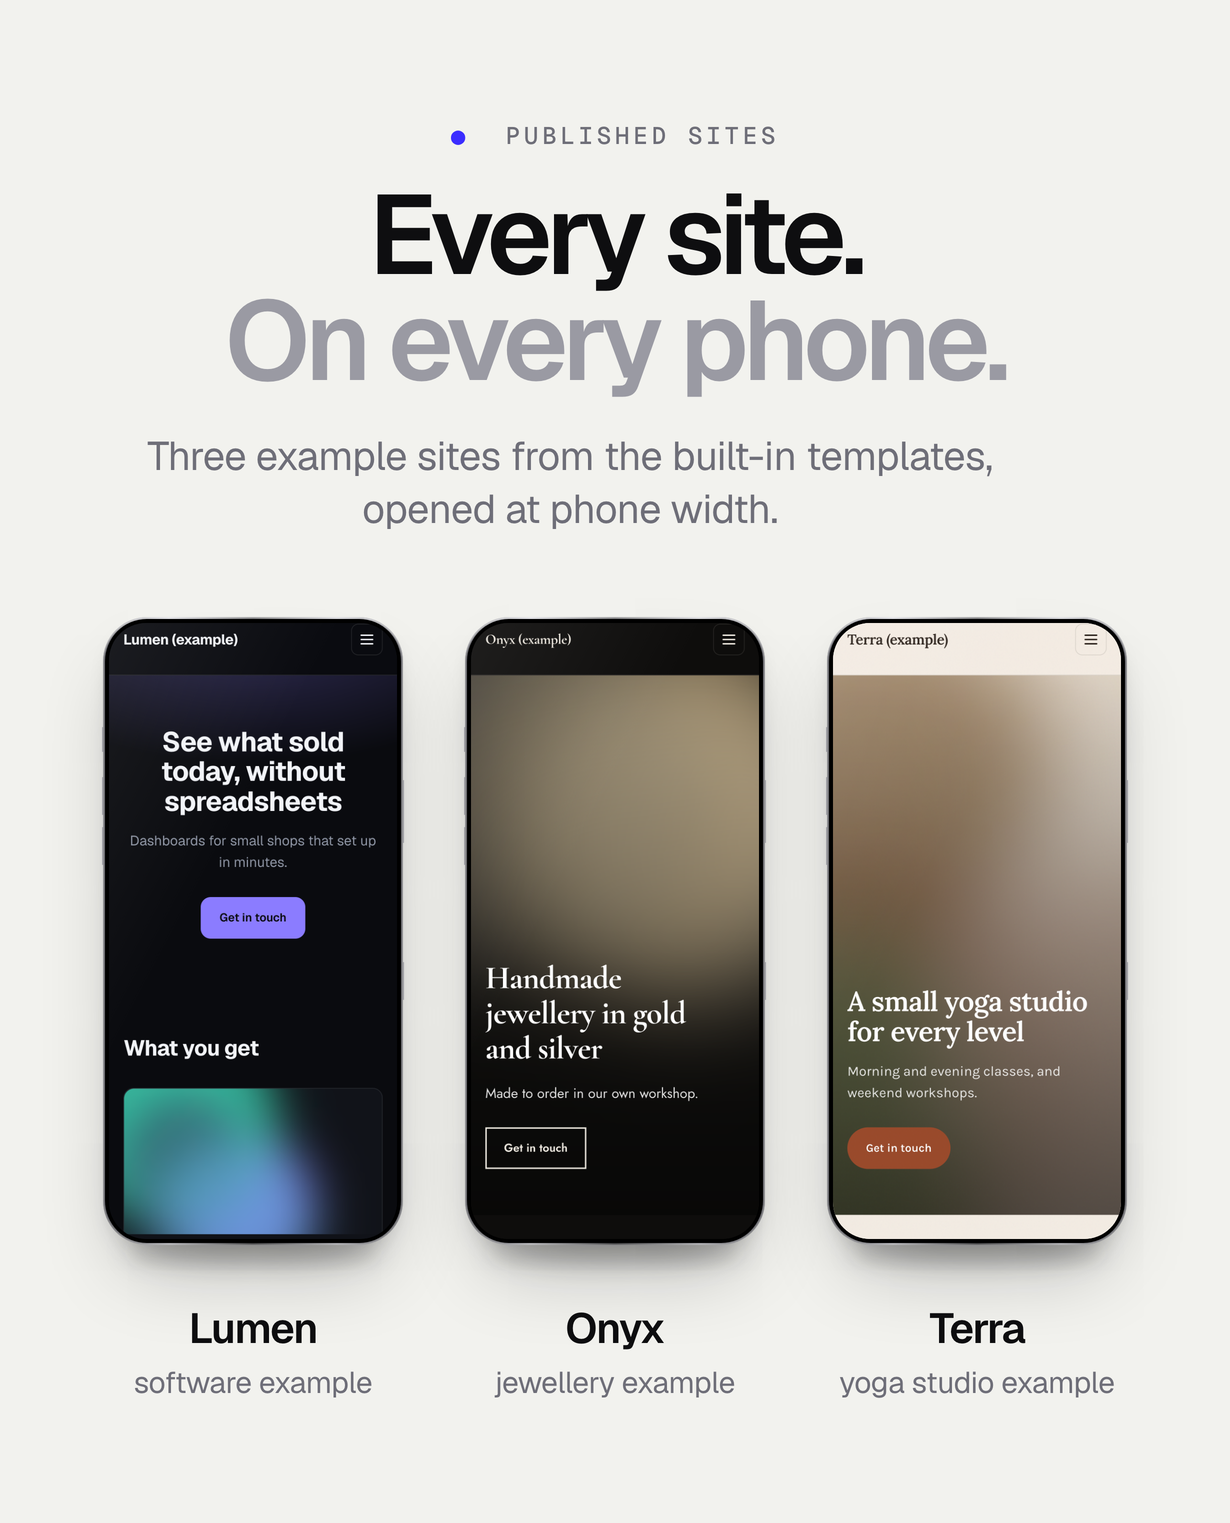 PUBLISHED SITES
Every site.
On every phone.
Three example sites from the built-in templates,
opened at phone width.
Lumen (example)
See what sold
today, without
spreadsheets
Dashboards for small shops that set up
in minutes.
Get in touch
What you get
Onyx (example)
Handmade
jewellery in gold
and silver
Made to order in our own workshop.
Get in touch
Terra (example)
A small yoga studio
for every level
Morning and evening classes, and
weekend workshops.
Get in touch
Lumen
software example
Onyx
jewellery example
Terra
yoga studio example